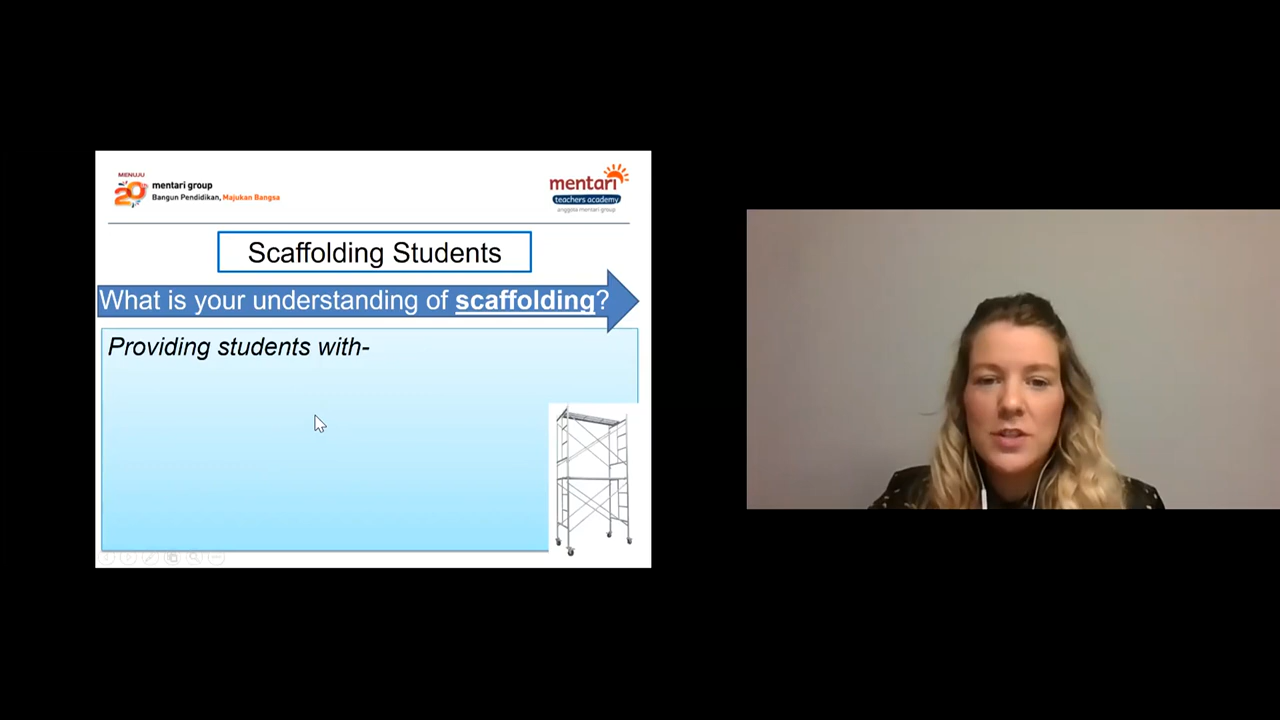 MENUJU
20th
mentari group
Bangun Pendidikan, Majukan Bangsa
mentari
teachers academy
anggota mentari group
Scaffolding Students
What is your understanding of scaffolding?
Providing students with-